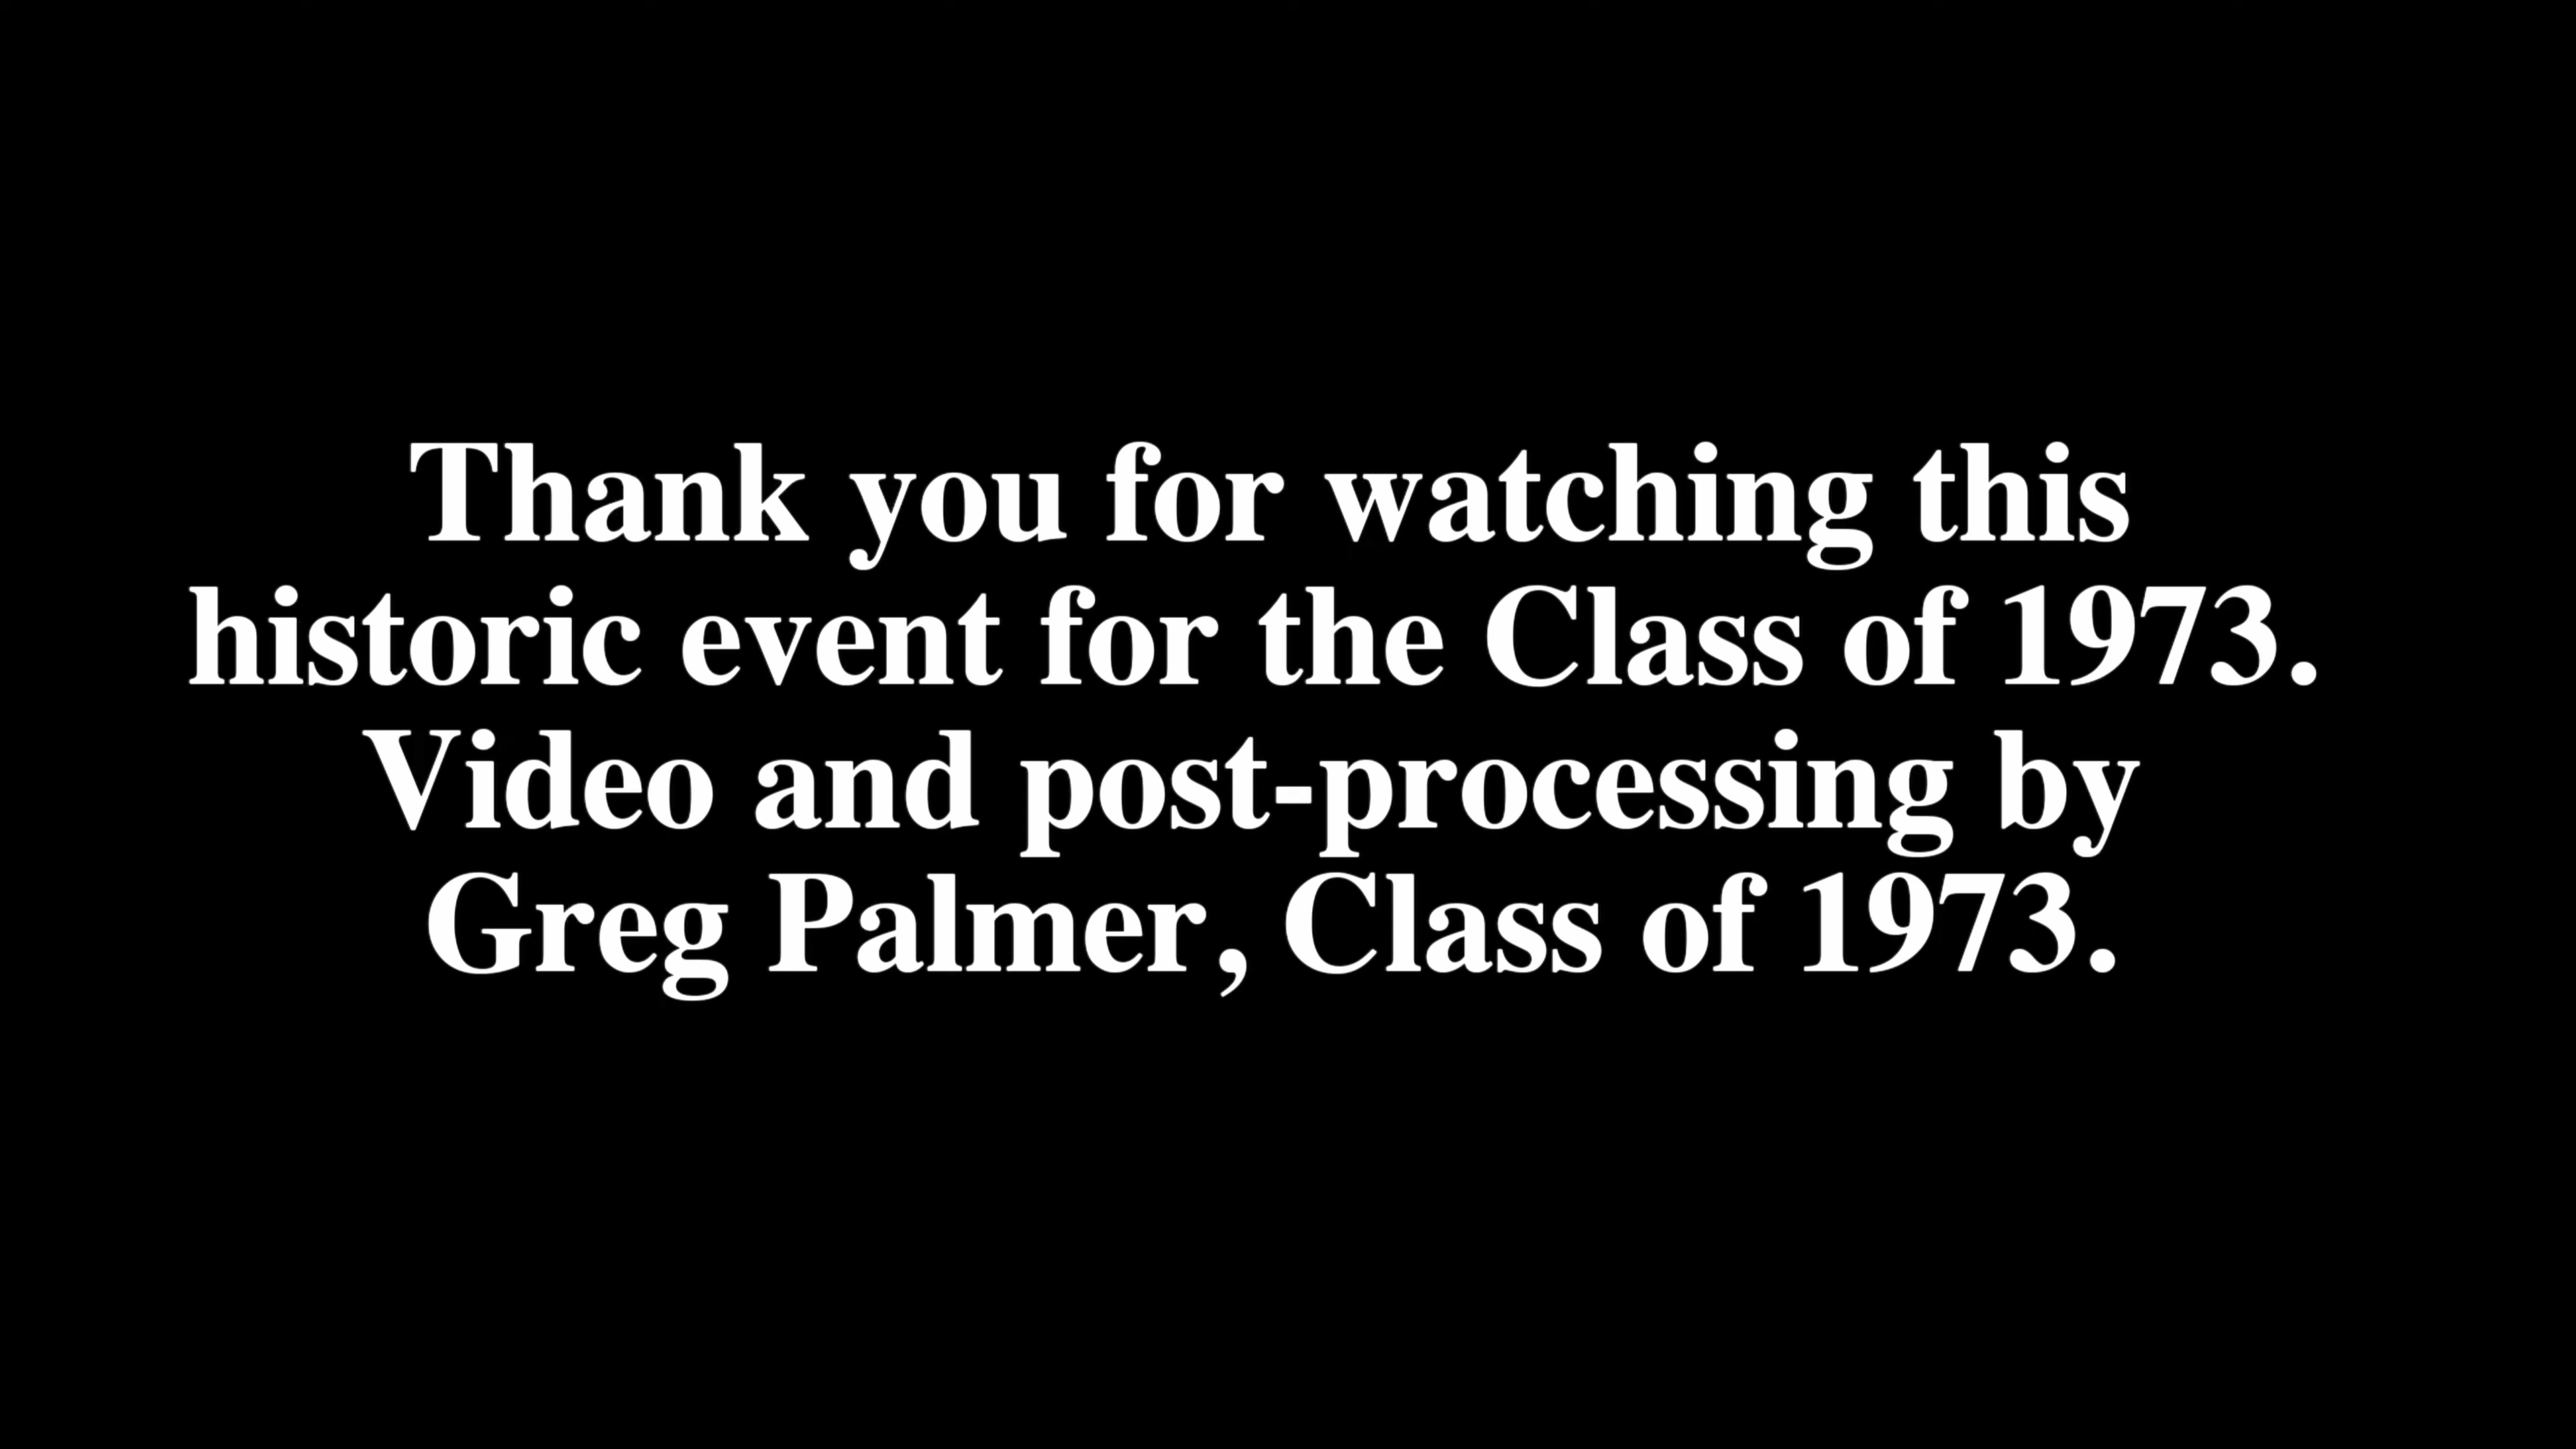 Thank you for watching this
historic event for the Class of 1973.
Video and post-processing by
Greg Palmer, Class of 1973.